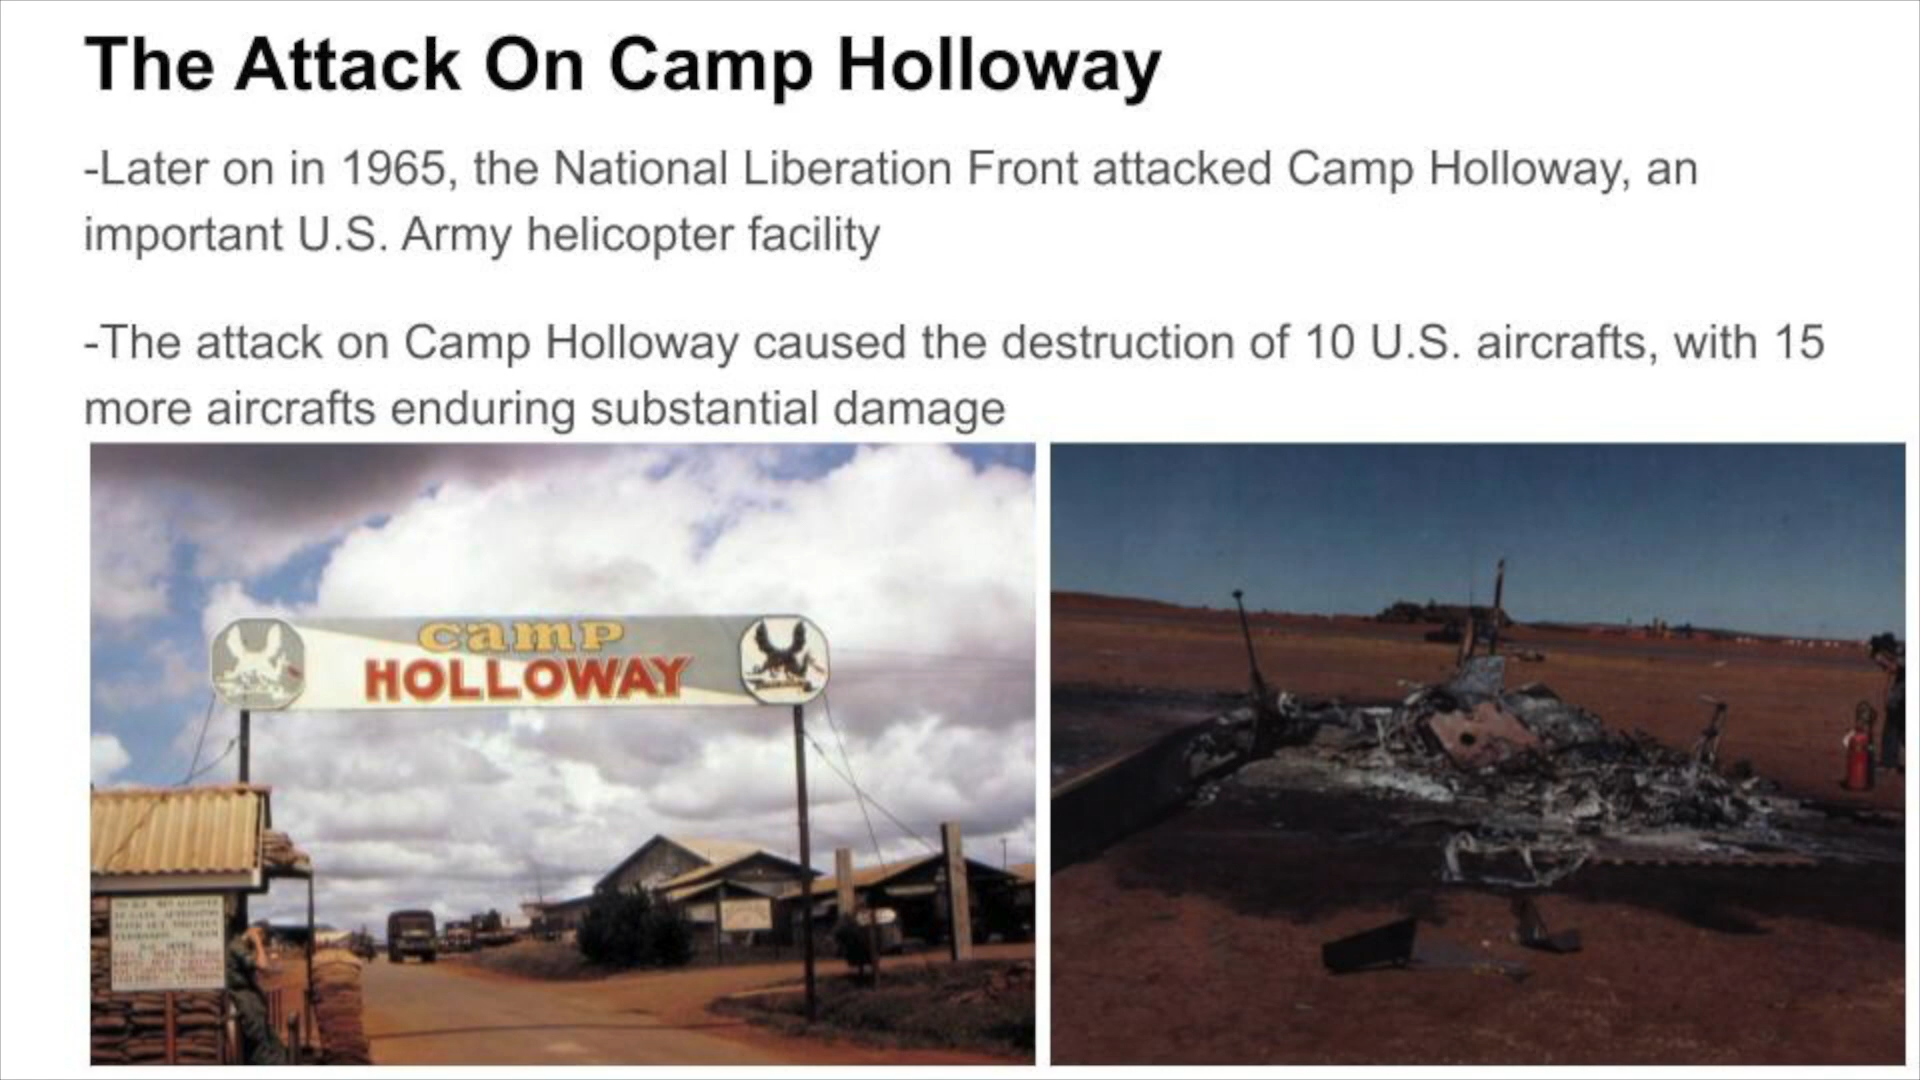 The Attack On Camp Holloway
-Later on in 1965, the National Liberation Front attacked Camp Holloway, an
important U.S. Army helicopter facility
-The attack on Camp Holloway caused the destruction of 10 U.S. aircrafts, with 15
more aircrafts enduring substantial damage
camp
HOLLOWAY